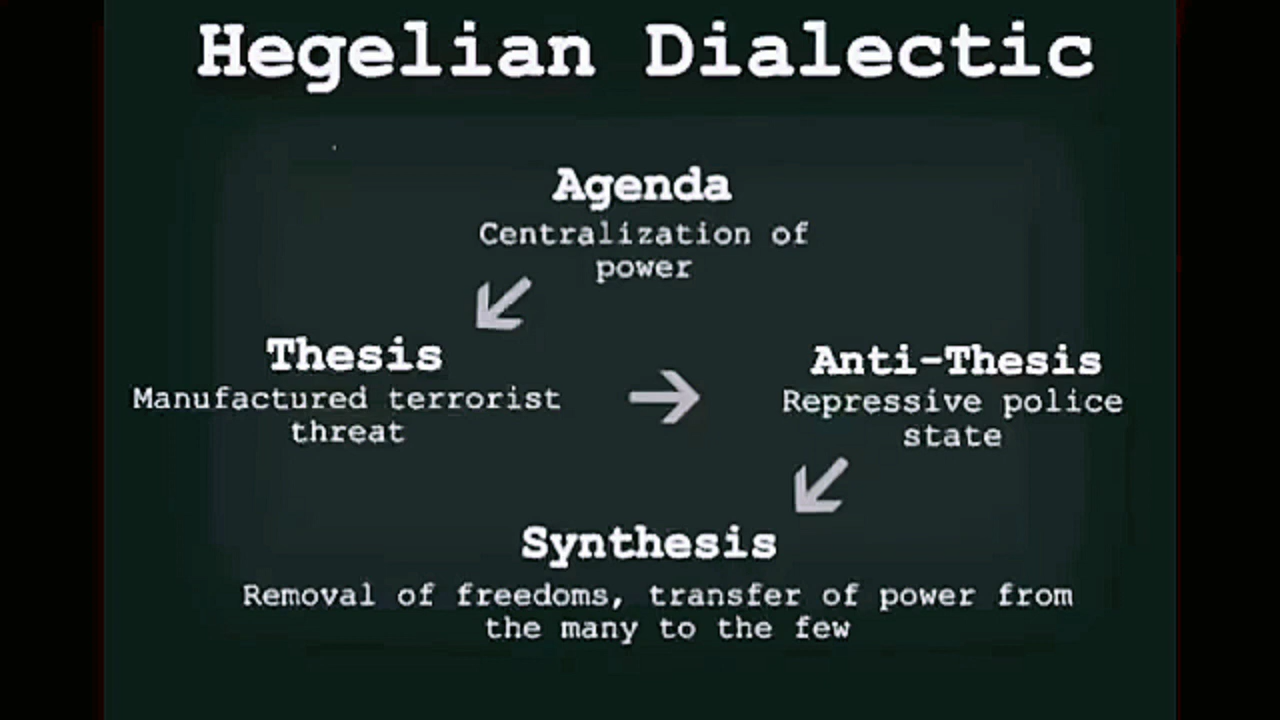 Hegelian Dialectic
Agenda
Centralization of
power
Thesis
Manufactured terrorist
threat
Anti-Thesis
Repressive police
state
Synthesis
Removal of freedoms, transfer of power from
the many to the few